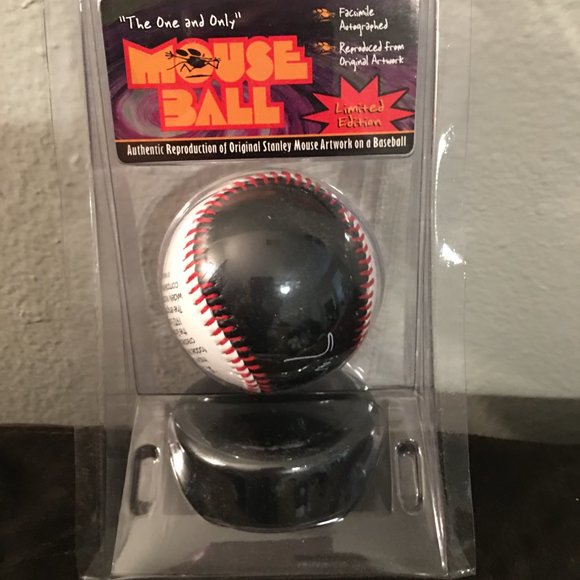 "The One and Only"
MOUSE
BALL
Facsimile
Autographed
Reproduced from
Original Artwork
Limited
Edition
Authentic Reproduction of Original Stanley Mouse Artwork on a Baseball